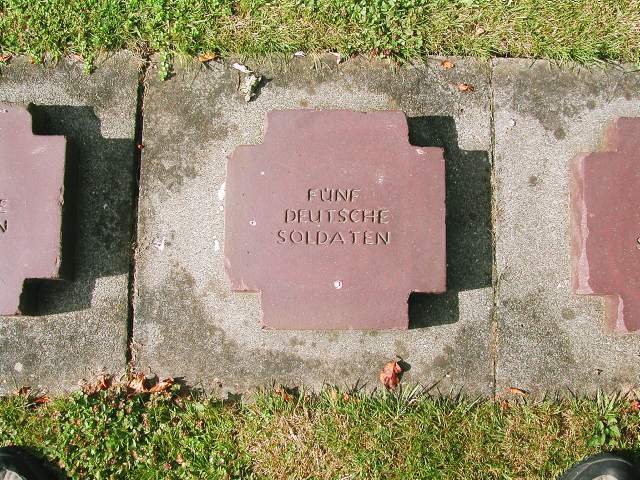 FÜNF
DEUTSCHE
SOLDATEN